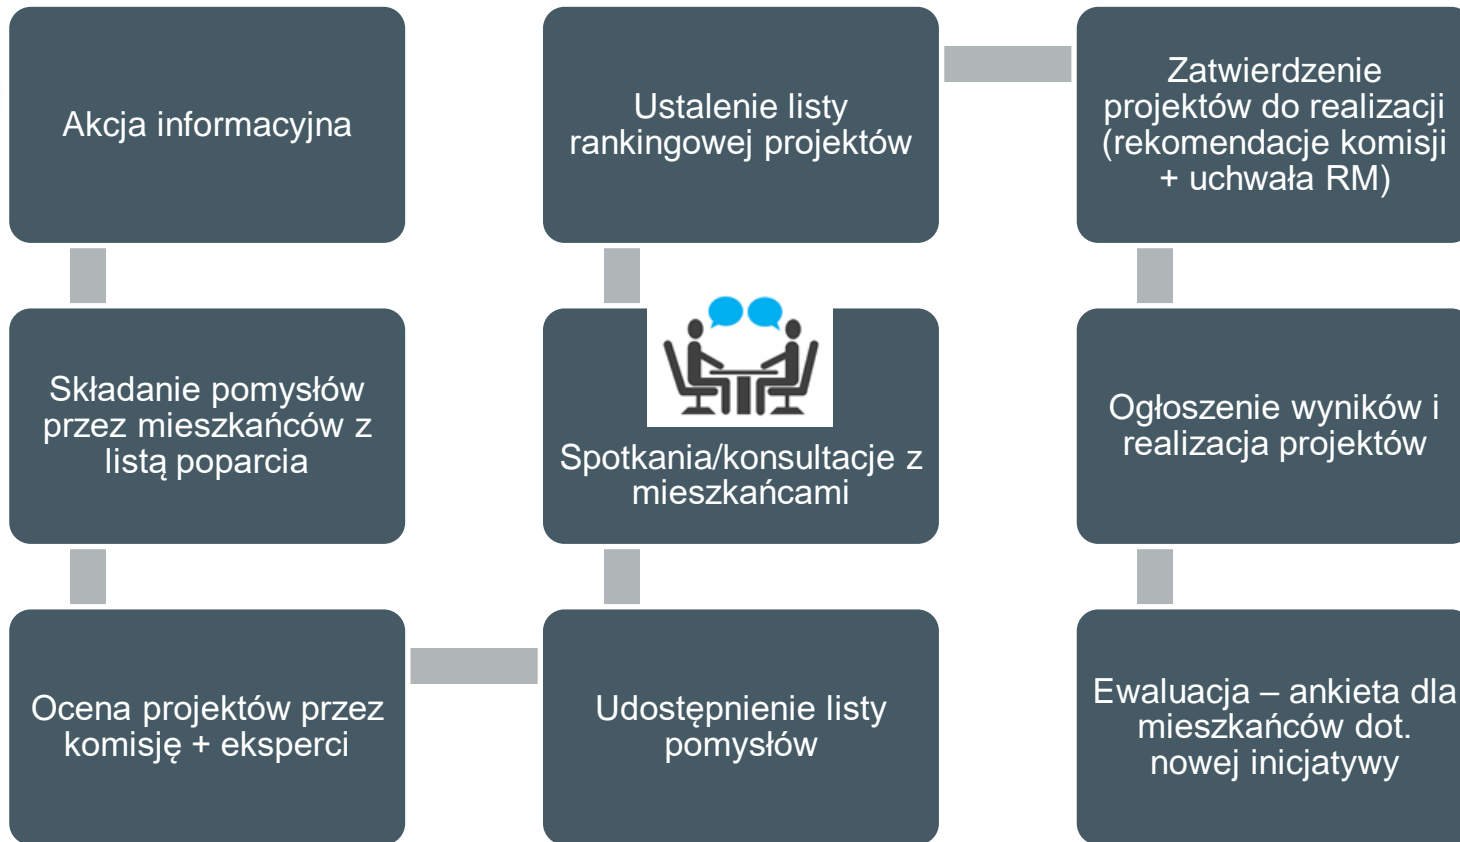 Akcja informacyjna
Składanie pomysłów
przez mieszkańców z
listą poparcia
Ocena projektów przez
komisję + eksperci
Udostępnienie listy
pomysłów
Spotkania/konsultacje z
mieszkańcami
Ustalenie listy
rankingowej projektów
Zatwierdzenie
projektów do realizacji
(rekomendacje komisji
+ uchwała RM)
Ogłoszenie wyników i
realizacja projektów
Ewaluacja – ankieta dla
mieszkańców dot.
nowej inicjatywy